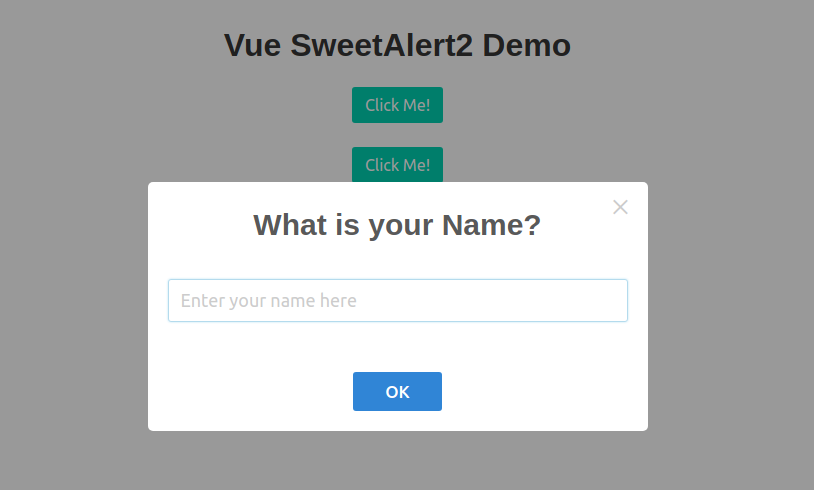 Vue SweetAlert2 Demo
Click Me!
Click Me!
What is your Name?
Enter your name here
OK